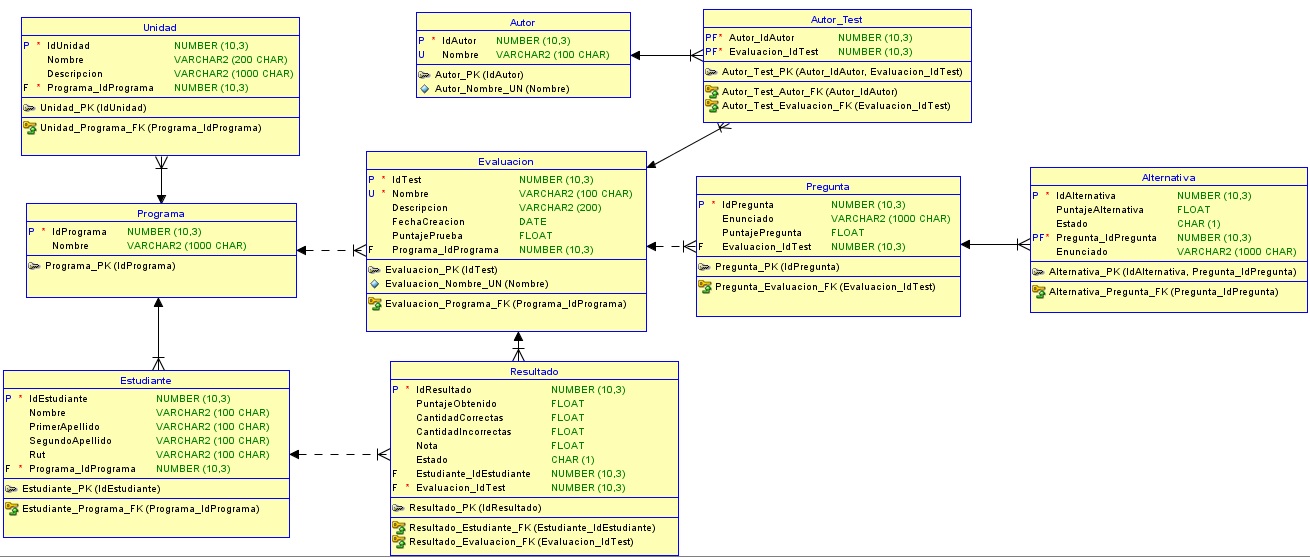 Unidad
P * IdUnidad NUMBER (10,3)
Nombre VARCHAR2 (200 CHAR)
Descripcion VARCHAR2 (1000 CHAR)
F * Programa_IdPrograma NUMBER (10,3)
Unidad_PK (IdUnidad)
Unidad_Programa_FK (Programa_IdPrograma)
Autor
P * IdAutor NUMBER (10,3)
U Nombre VARCHAR2 (100 CHAR)
Autor_PK (IdAutor)
Autor_Nombre_UN (Nombre)
Autor_Test
PF* Autor_IdAutor NUMBER (10,3)
PF* Evaluacion_IdTest NUMBER (10,3)
Autor_Test_PK (Autor_IdAutor, Evaluacion_IdTest)
Autor_Test_Autor_FK (Autor_IdAutor)
Autor_Test_Evaluacion_FK (Evaluacion_IdTest)
Programa
P * IdPrograma NUMBER (10,3)
Nombre VARCHAR2 (1000 CHAR)
Programa_PK (IdPrograma)
Evaluacion
P * IdTest NUMBER (10,3)
U * Nombre VARCHAR2 (100 CHAR)
Descripcion VARCHAR2 (200)
FechaCreacion DATE
PuntajePrueba FLOAT
F Programa_IdPrograma NUMBER (10,3)
Evaluacion_PK (IdTest)
Evaluacion_Nombre_UN (Nombre)
Evaluacion_Programa_FK (Programa_IdPrograma)
Pregunta
P * IdPregunta NUMBER (10,3)
Enunciado VARCHAR2 (1000 CHAR)
PuntajePregunta FLOAT
F Evaluacion_IdTest NUMBER (10,3)
Pregunta_PK (IdPregunta)
Pregunta_Evaluacion_FK (Evaluacion_IdTest)
Alternativa
P * IdAlternativa NUMBER (10,3)
PuntajeAlternativa FLOAT
Estado CHAR (1)
PF* Pregunta_IdPregunta NUMBER (10,3)
Enunciado VARCHAR2 (1000 CHAR)
Alternativa_PK (IdAlternativa, Pregunta_IdPregunta)
Alternativa_Pregunta_FK (Pregunta_IdPregunta)
Estudiante
P * IdEstudiante NUMBER (10,3)
Nombre VARCHAR2 (100 CHAR)
PrimerApellido VARCHAR2 (100 CHAR)
SegundoApellido VARCHAR2 (100 CHAR)
Rut VARCHAR2 (100 CHAR)
F * Programa_IdPrograma NUMBER (10,3)
Estudiante_PK (IdEstudiante)
Estudiante_Programa_FK (Programa_IdPrograma)
Resultado
P * IdResultado NUMBER (10,3)
PuntajeObtenido FLOAT
CantidadCorrectas FLOAT
CantidadIncorrectas FLOAT
Nota FLOAT
Estado CHAR (1)
F Estudiante_IdEstudiante NUMBER (10,3)
F * Evaluacion_IdTest NUMBER (10,3)
Resultado_PK (IdResultado)
Resultado_Estudiante_FK (Estudiante_IdEstudiante)
Resultado_Evaluacion_FK (Evaluacion_IdTest)